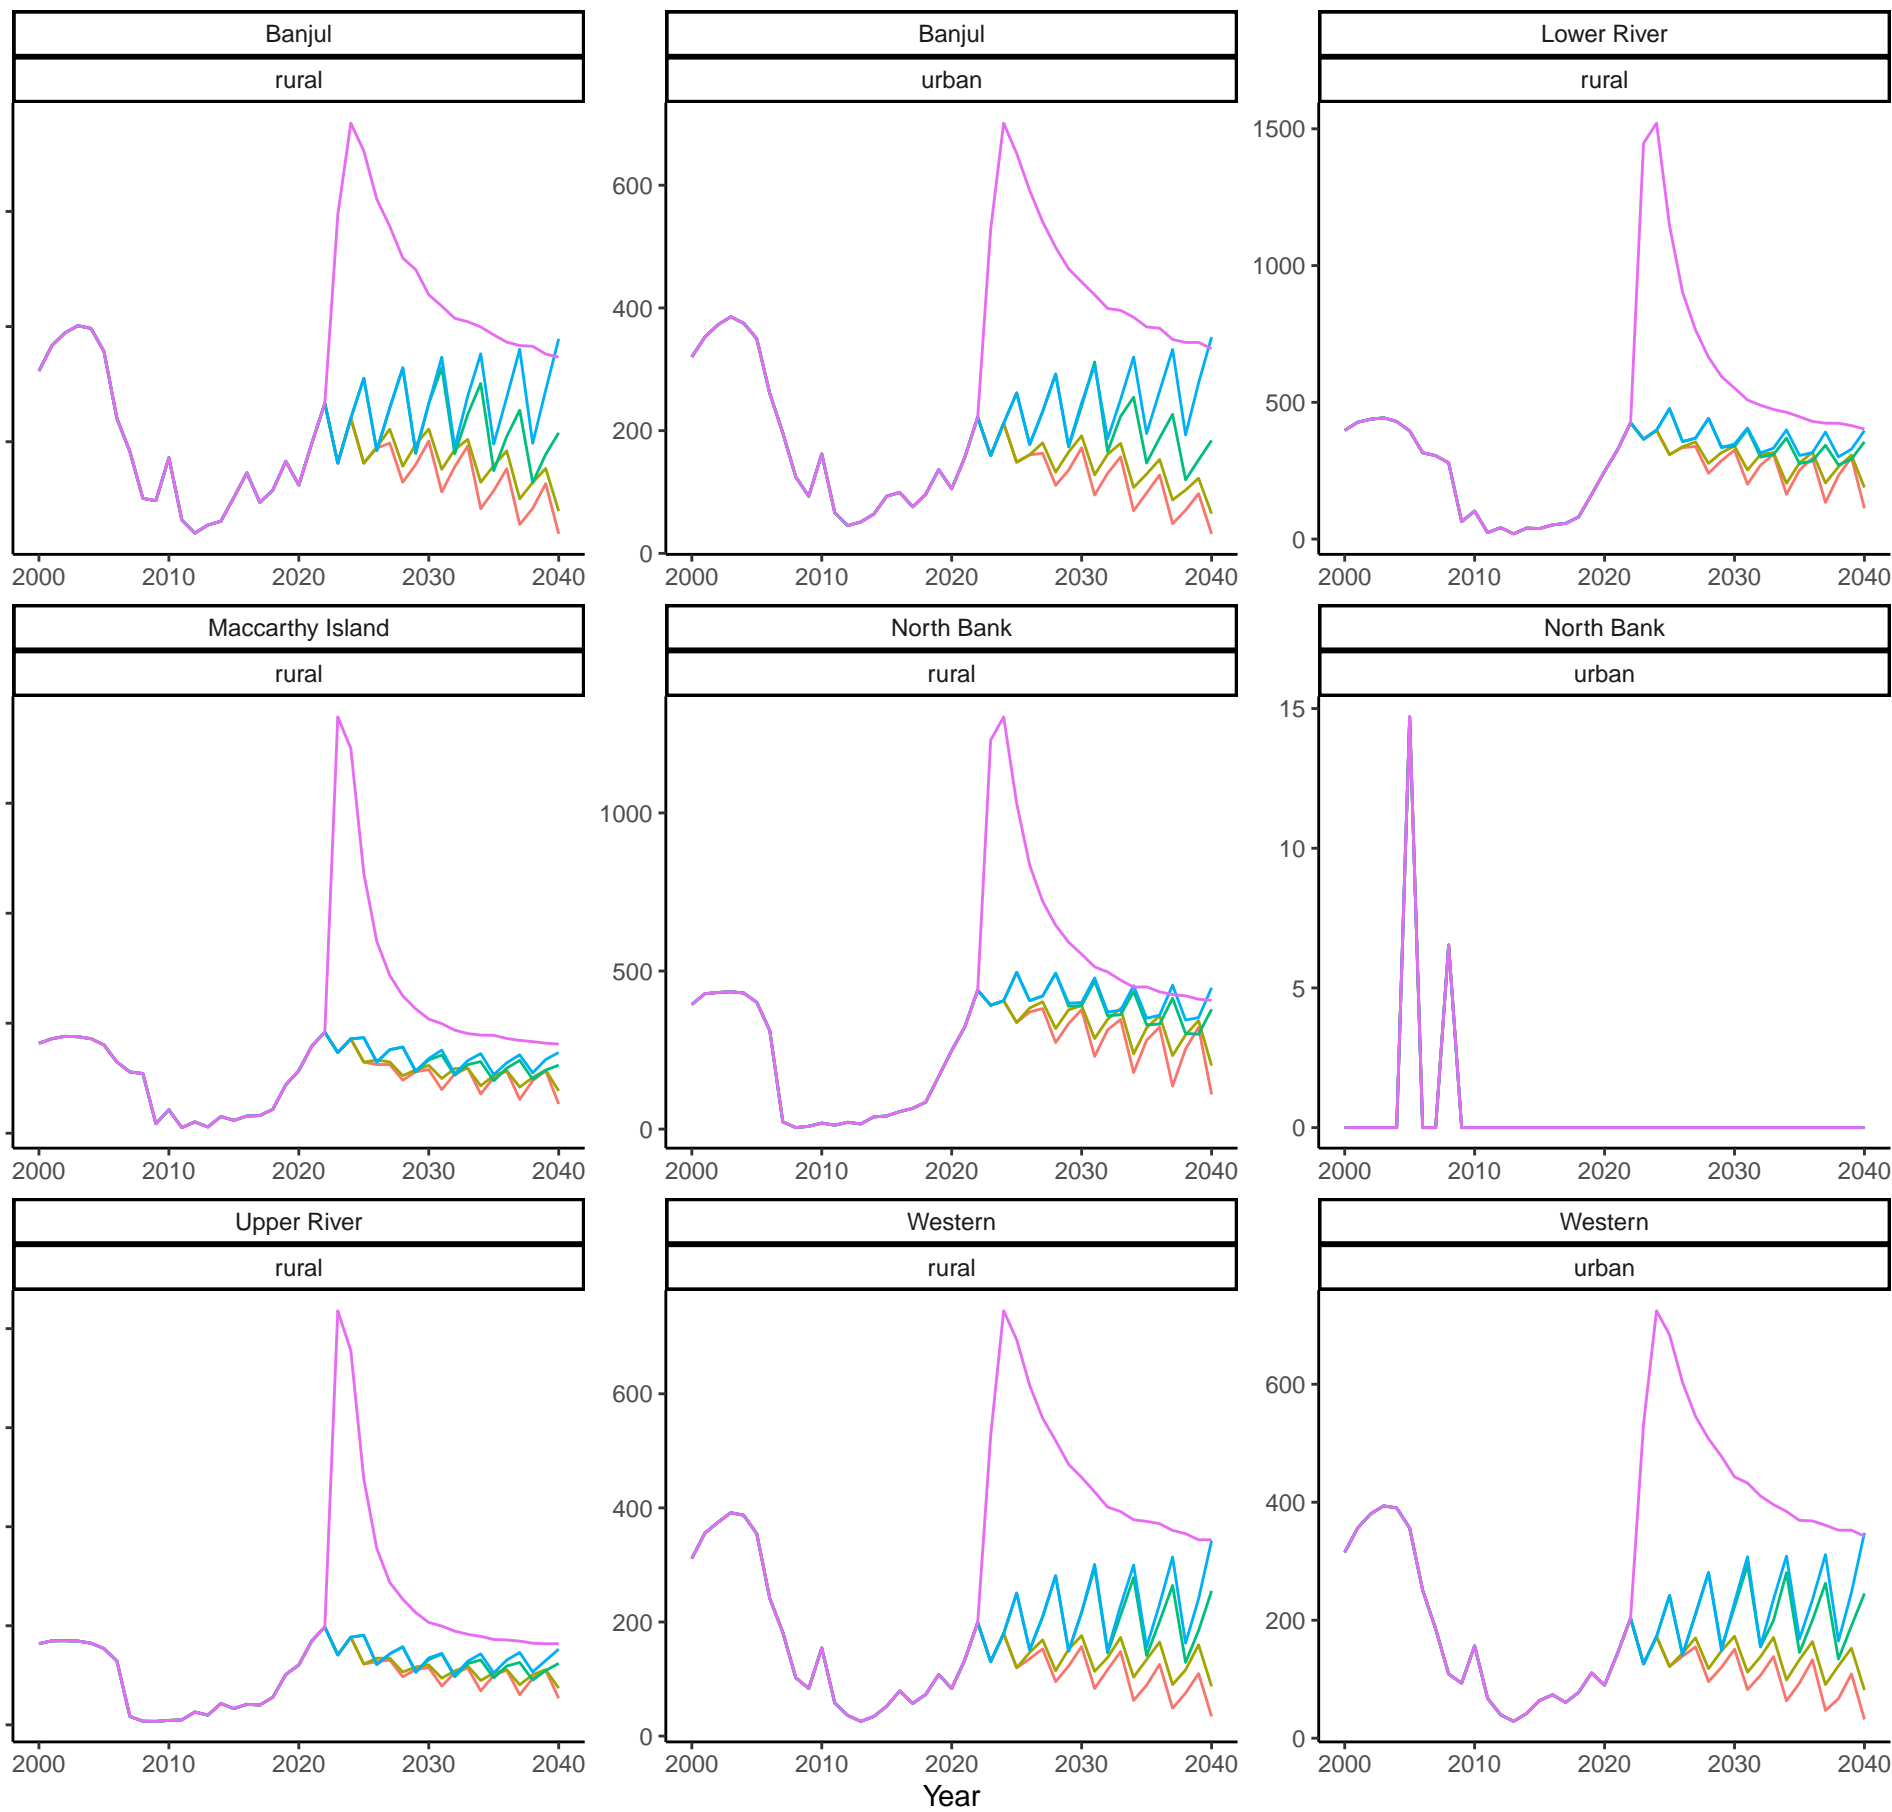 Banjul
Banjul
Lower River
rural
urban
rural
600
400
200
0
1500
1000
500
0
2000 2010 2020 2030 2040
2000 2010 2020 2030 2040
2000 2010 2020 2030 2040
Maccarthy Island
North Bank
North Bank
rural
rural
urban
1000
500
0
15
10
5
0
2000 2010 2020 2030 2040
2000 2010 2020 2030 2040
2000 2010 2020 2030 2040
Upper River
Western
Western
rural
rural
urban
600
400
200
0
600
400
200
0
2000 2010 2020 2030 2040
2000 2010 2020 2030 2040
2000 2010 2020 2030 2040
Year